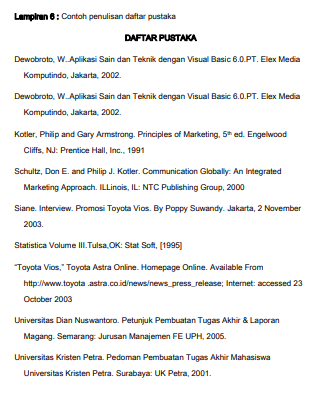 Lampiran 6 : Contoh penulisan daftar pustaka
DAFTAR PUSTAKA
Dewobroto, W..Aplikasi Sain dan Teknik dengan Visual Basic 6.0.PT. Elex Media
Komputindo, Jakarta, 2002.
Dewobroto, W..Aplikasi Sain dan Teknik dengan Visual Basic 6.0.PT. Elex Media
Komputindo, Jakarta, 2002.
Kotler, Philip and Gary Armstrong. Principles of Marketing, 5th ed. Engelwood
Cliffs, NJ: Prentice Hall, Inc., 1991
Schultz, Don E. and Philip J. Kotler. Communication Globally: An Integrated
Marketing Approach. ILLinois, IL: NTC Publishing Group, 2000
Siane. Interview. Promosi Toyota Vios. By Poppy Suwandy. Jakarta, 2 November
2003.
Statistica Volume III.Tulsa,OK: Stat Soft, [1995]
“Toyota Vios,” Toyota Astra Online. Homepage Online. Available From
http://www.toyota .astra.co.id/news/news_press_release; Internet: accessed 23
October 2003
Universitas Dian Nuswantoro. Petunjuk Pembuatan Tugas Akhir & Laporan
Magang. Semarang: Jurusan Manajemen FE UPH, 2005.
Universitas Kristen Petra. Pedoman Pembuatan Tugas Akhir Mahasiswa
Universitas Kristen Petra. Surabaya: UK Petra, 2001.